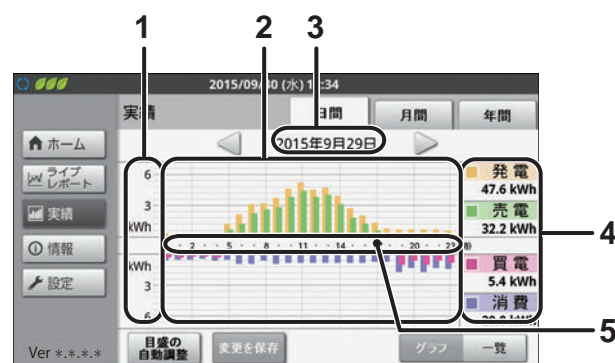 1 2 3
2015/09/30 (水) 1 :34
実績 日間 月間 年間
ホーム
2015年9月29日
ライブ
レポート
実績
情報
設定
6
3
kWh
2 5 8 11 14 20 23 (時)
kWh
3
6
発電
47.6 kWh
売電
32.2 kWh
買電
5.4 kWh
消費
4
5
Ver *.*.*.*
目盛の
自動調整
変更を保存
グラフ 一覧